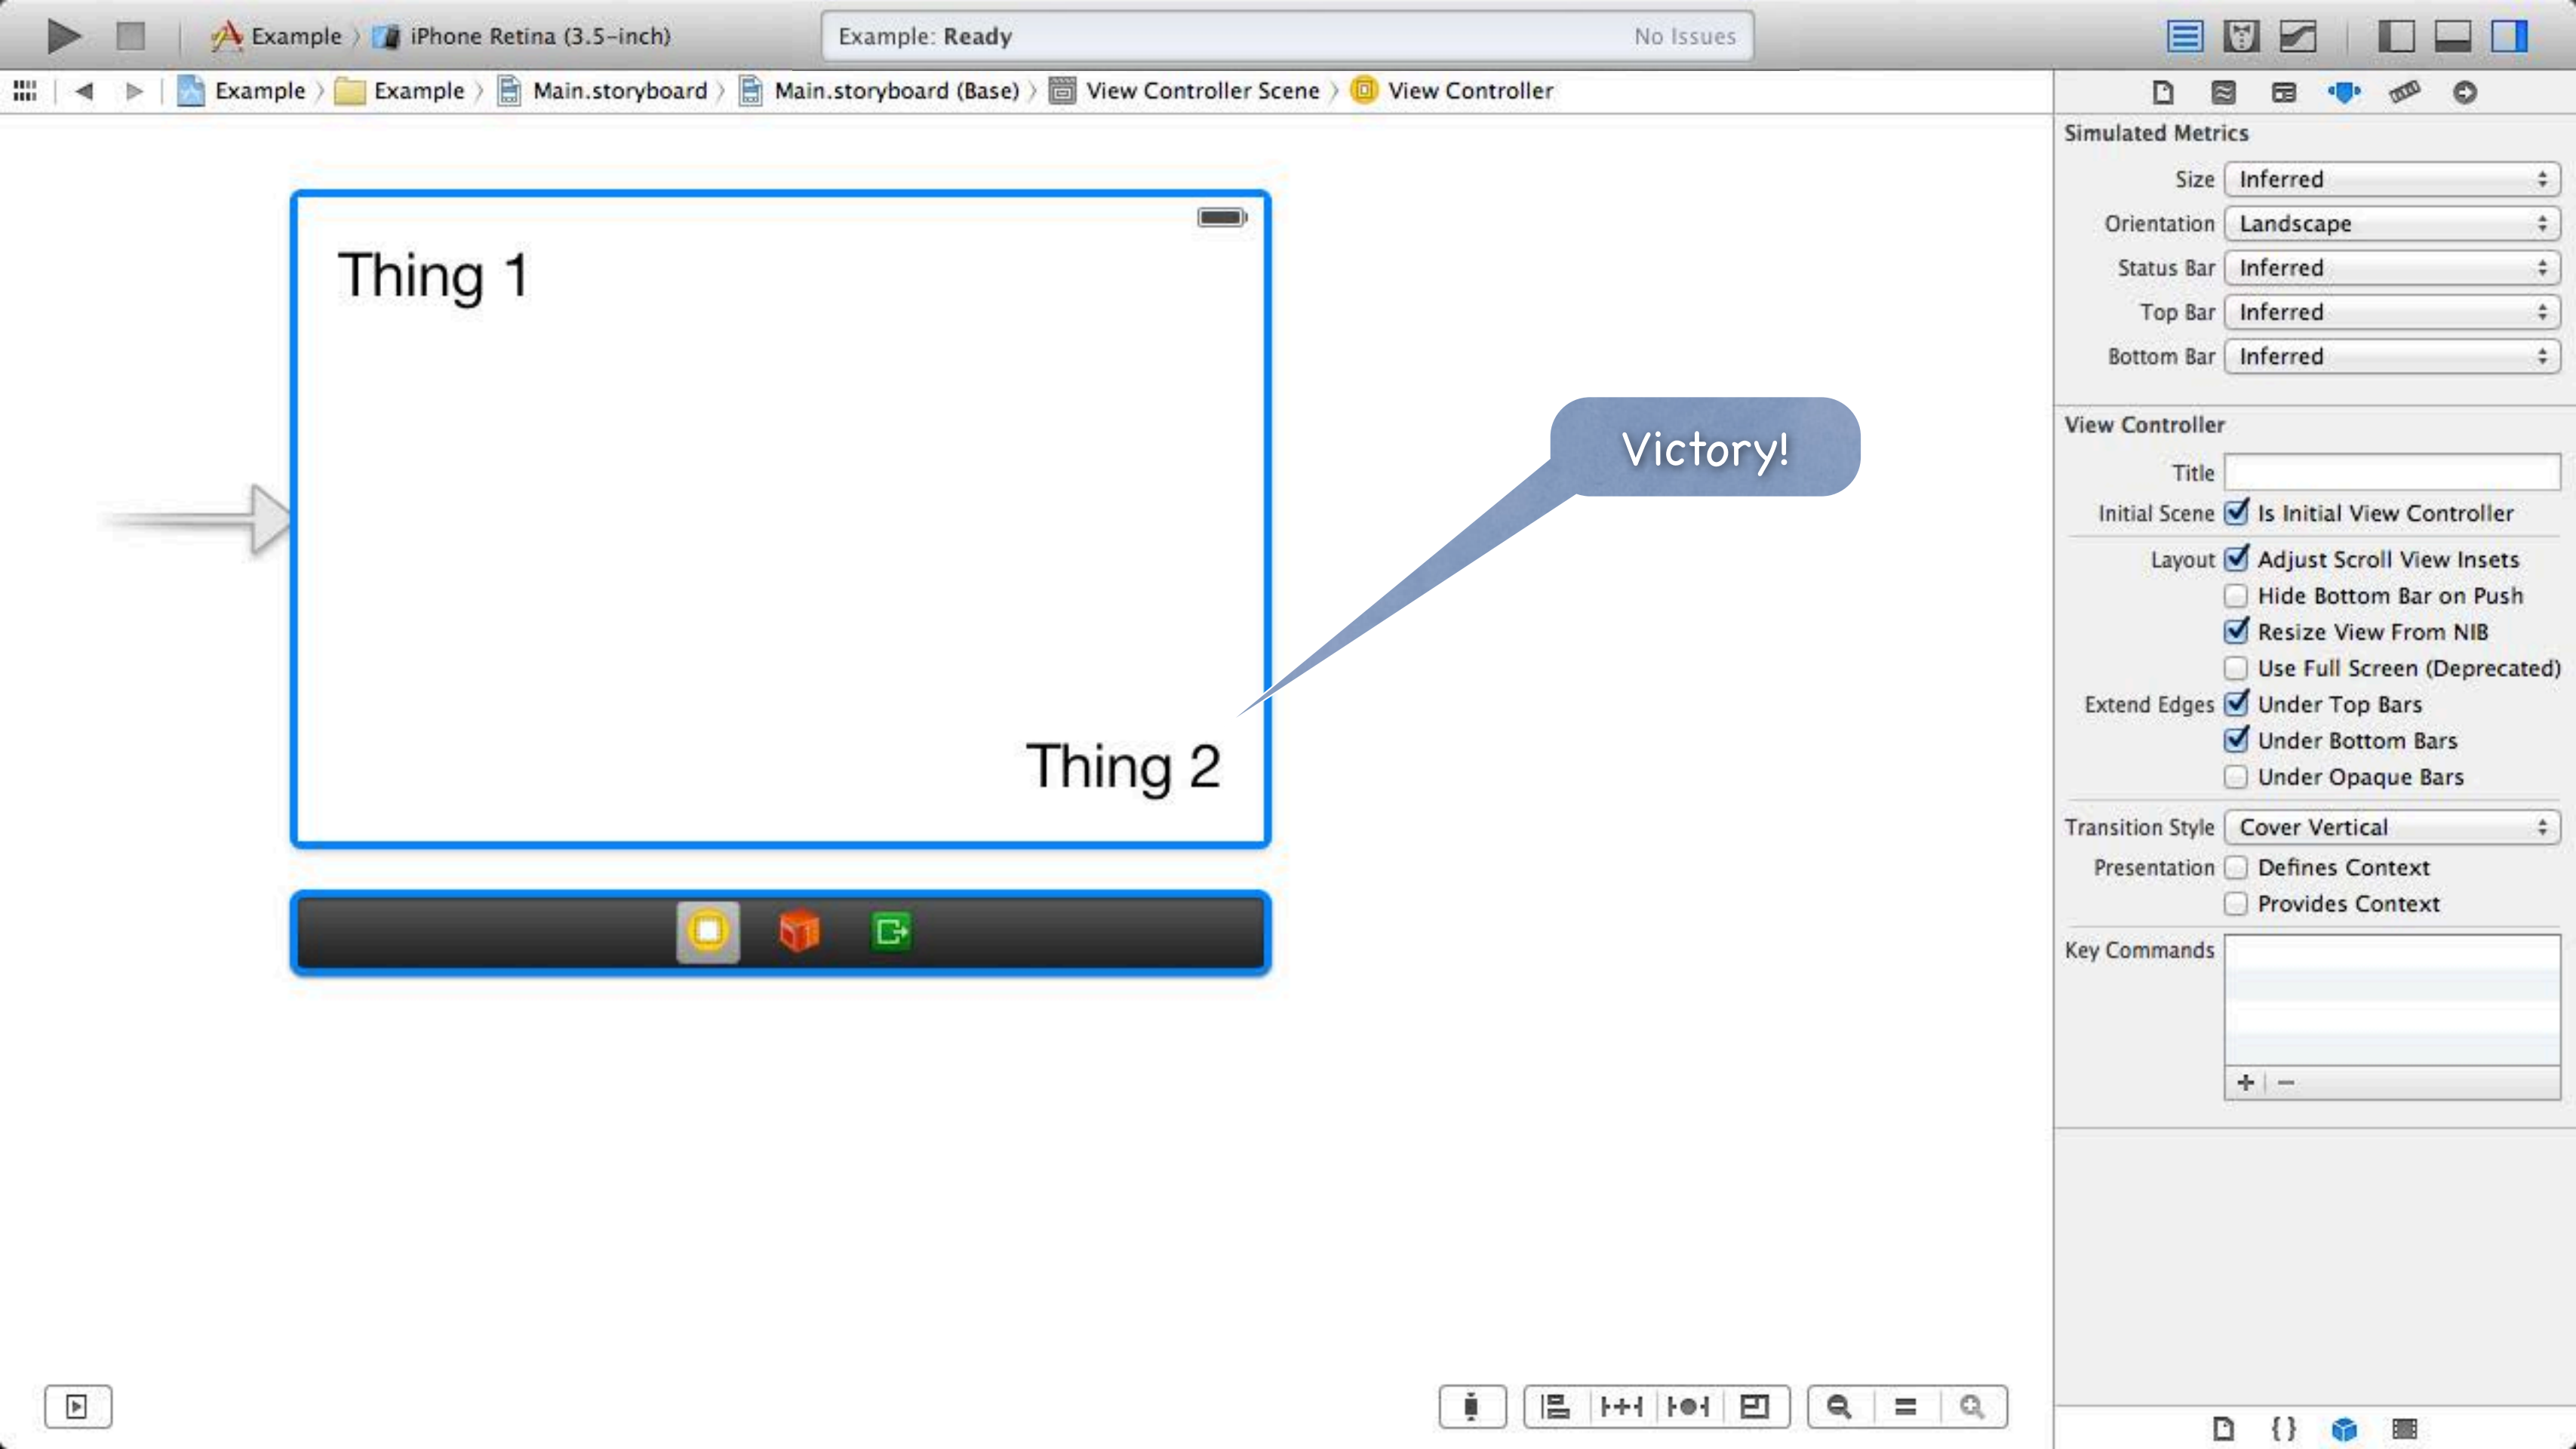 Example
iPhone Retina (3.5-inch)
Example: Ready
No Issues
Example
Example
Main.storyboard
Main.storyboard (Base)
View Controller Scene
View Controller
Thing 1
Victory!
Thing 2
Simulated Metrics
Size Inferred
Orientation Landscape
Status Bar Inferred
Top Bar Inferred
Bottom Bar Inferred
View Controller
Title
Initial Scene Is Initial View Controller
Layout Adjust Scroll View Insets
Hide Bottom Bar on Push
Resize View From NIB
Use Full Screen (Deprecated)
Extend Edges Under Top Bars
Under Bottom Bars
Under Opaque Bars
Transition Style Cover Vertical
Presentation Defines Context
Provides Context
Key Commands